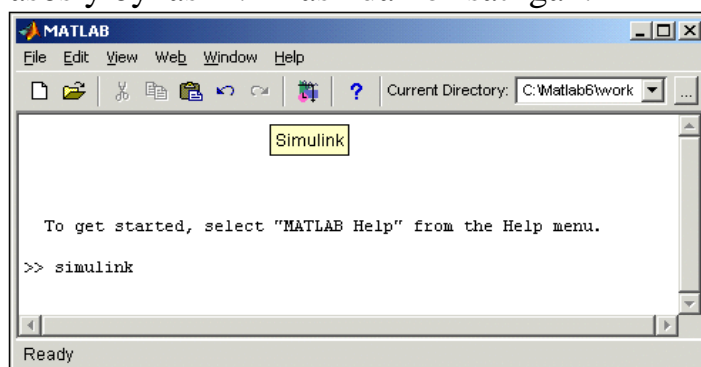 MATLAB
File Edit View Web Window Help
? Current Directory: C:\Matlab6\work ...
Simulink
To get started, select "MATLAB Help" from the Help menu.
>> simulink
Ready